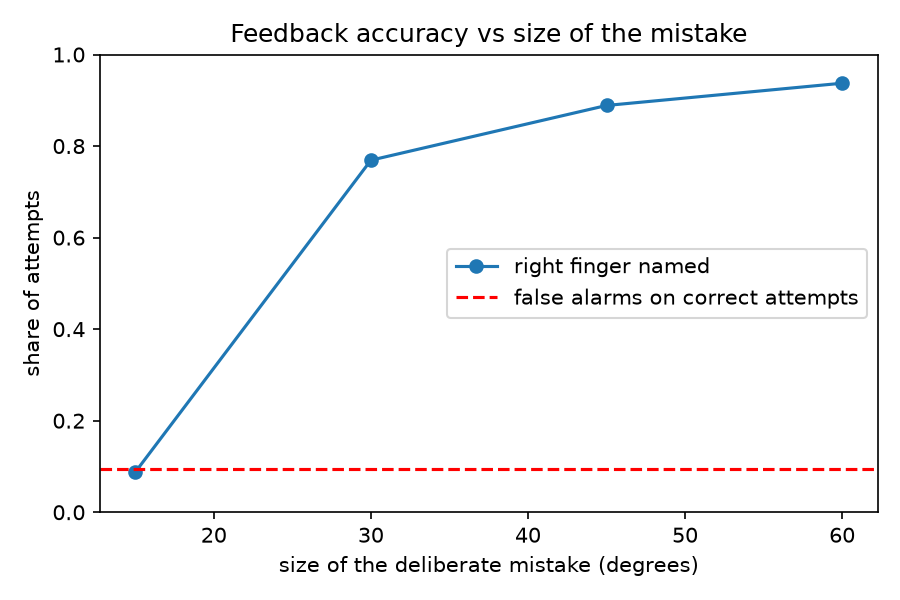 Feedback accuracy vs size of the mistake
1.0
0.8
0.6
0.4
0.2
0.0
share of attempts
right finger named
false alarms on correct attempts
20 30 40 50 60
size of the deliberate mistake (degrees)